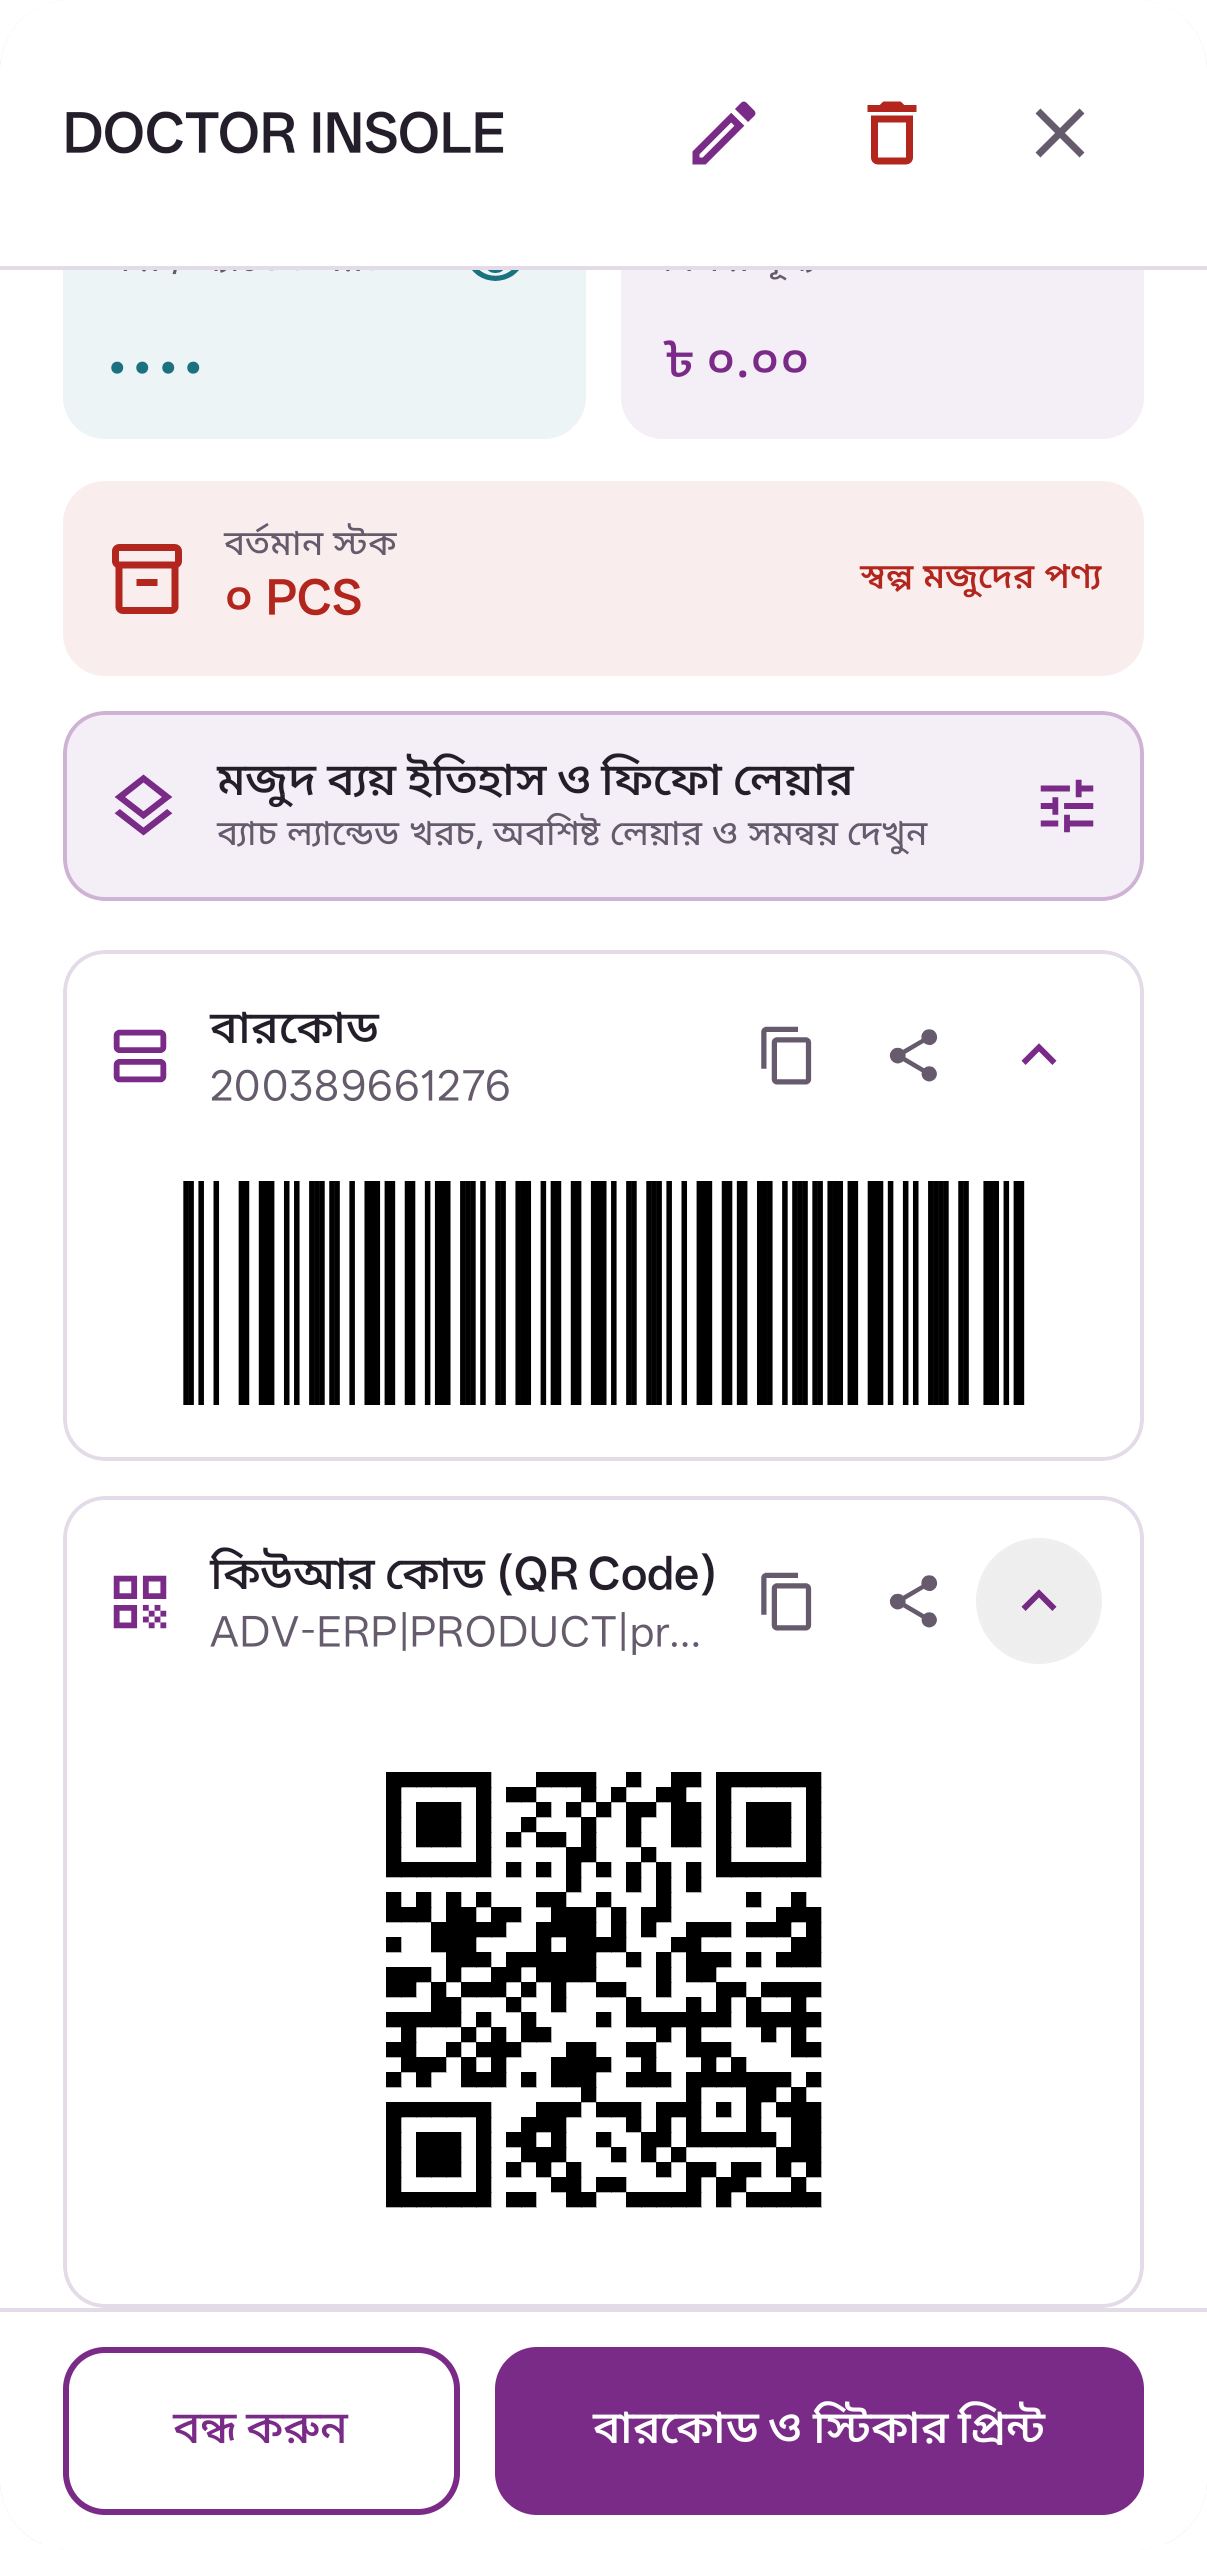 DOCTOR INSOLE
৳ ০.০০
বর্তমান স্টক
০ PCS
স্বল্প মজুদের পণ্য
মজুদ ব্যয় ইতিহাস ও ফিফো লেয়ার
ব্যাচ ল্যান্ডেড খরচ, অবশিষ্ট লেয়ার ও সমন্বয় দেখুন
বারকোড
200389661276
কিউআর কোড (QR Code)
ADV-ERP|PRODUCT|pr...
বন্ধ করুন
বারকোড ও স্টিকার প্রিন্ট